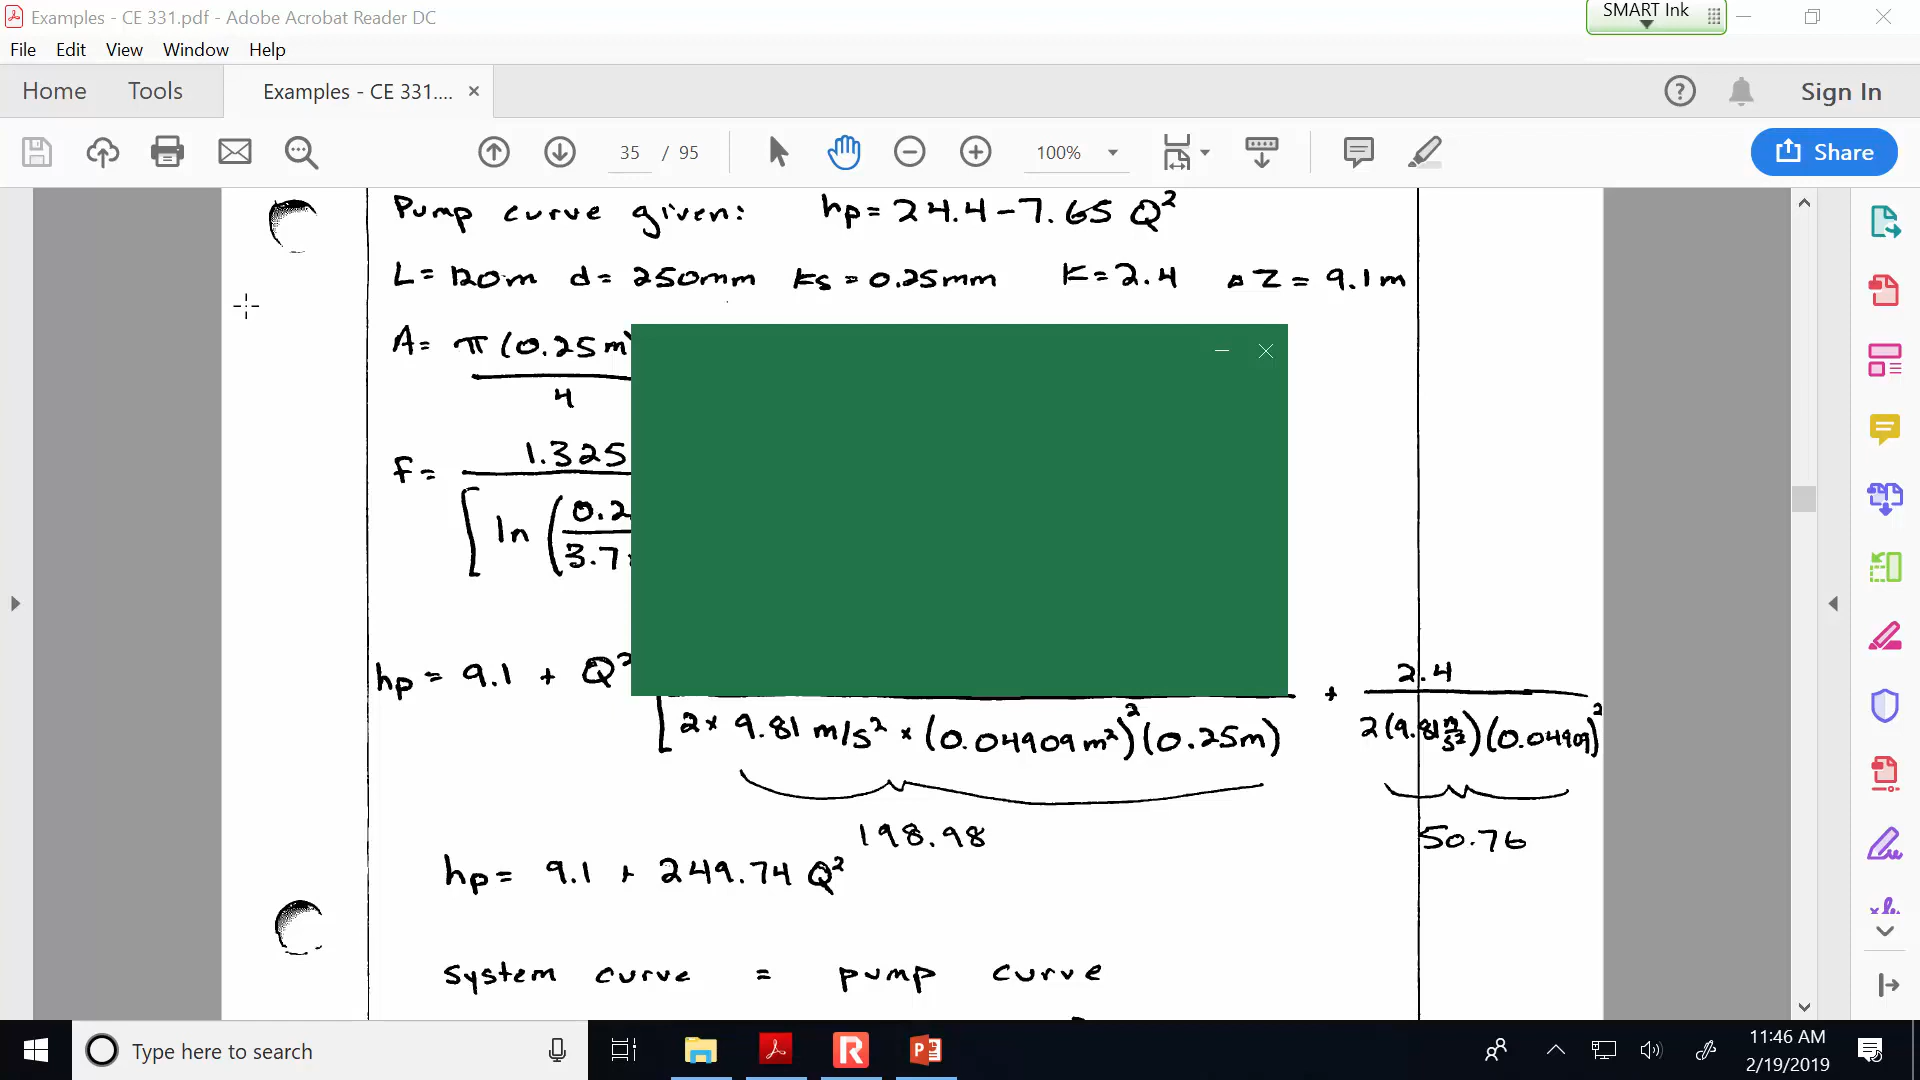 Examples - CE 331.pdf - Adobe Acrobat Reader DC
SMART Ink
File Edit View Window Help
Home Tools Examples - CE 331.... × Sign In
35 / 95 100% Share
Pump curve given: hp = 24.4 - 7.65 Q²
L = 120m d = 250mm ks = 0.25mm K = 2.4 ΔZ = 9.1m
A = π (0.25m
4
1.325
f =
[ ln ( 0.2
3.7
hp = 9.1 + Q² + 2.4
[ 2 × 9.81 m/s² × (0.04909 m²)² (0.25m) 2(9.81 m/s²)(0.04909)²
198.98 50.76
hp = 9.1 + 249.74 Q²
system curve = pump curve
Type here to search
11:46 AM
2/19/2019